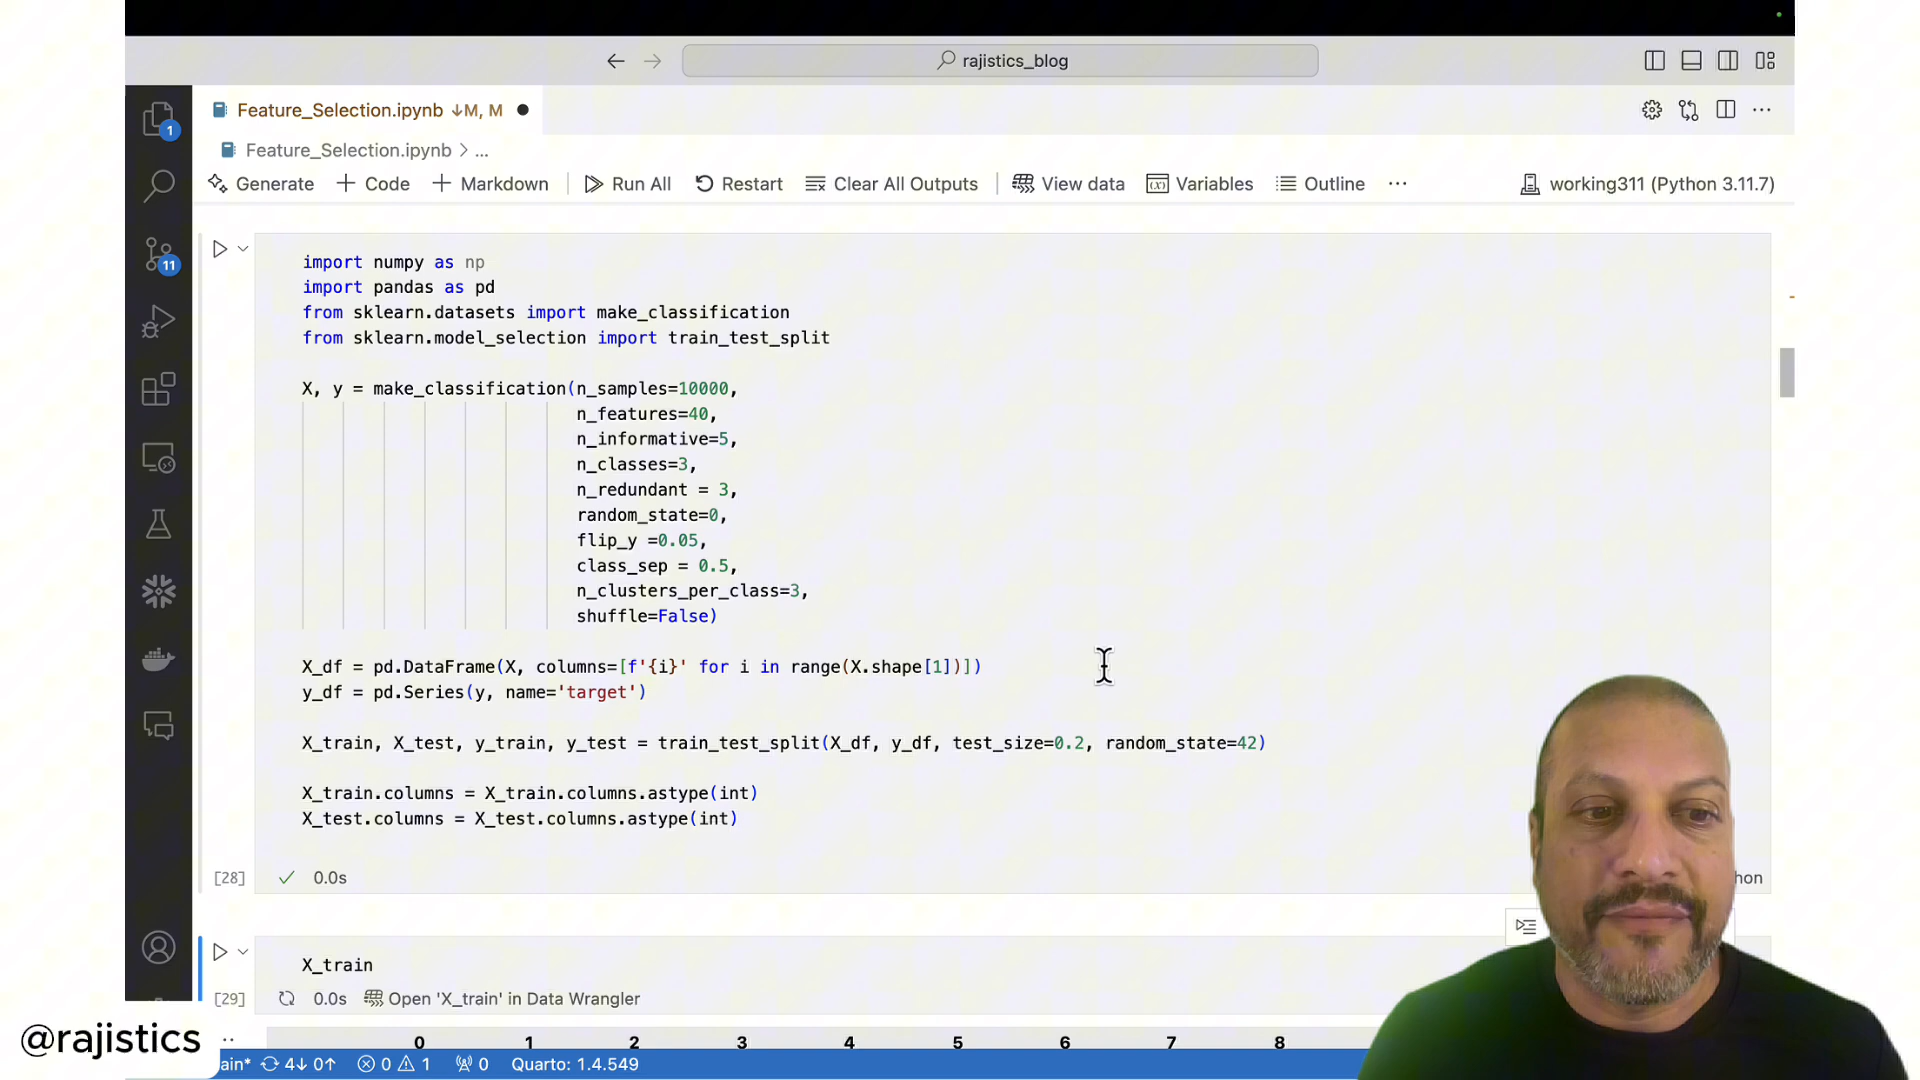 rajistics_blog
Feature_Selection.ipynb ↓M, M
Feature_Selection.ipynb > ...
Generate + Code + Markdown Run All Restart Clear All Outputs View data Variables Outline ... working311 (Python 3.11.7)
1
11
import numpy as np
import pandas as pd
from sklearn.datasets import make_classification
from sklearn.model_selection import train_test_split
X, y = make_classification(n_samples=10000,
n_features=40,
n_informative=5,
n_classes=3,
n_redundant = 3,
random_state=0,
flip_y =0.05,
class_sep = 0.5,
n_clusters_per_class=3,
shuffle=False)
X_df = pd.DataFrame(X, columns=[f'{i}' for i in range(X.shape[1])])
y_df = pd.Series(y, name='target')
X_train, X_test, y_train, y_test = train_test_split(X_df, y_df, test_size=0.2, random_state=42)
X_train.columns = X_train.columns.astype(int)
X_test.columns = X_test.columns.astype(int)
[28] ✓ 0.0s hon
X_train
[29] 0.0s Open 'X_train' in Data Wrangler
0 1 2 3 4 5 6 7 8
@rajistics
ain* 4↓ 0↑ 0 1 0 Quarto: 1.4.549